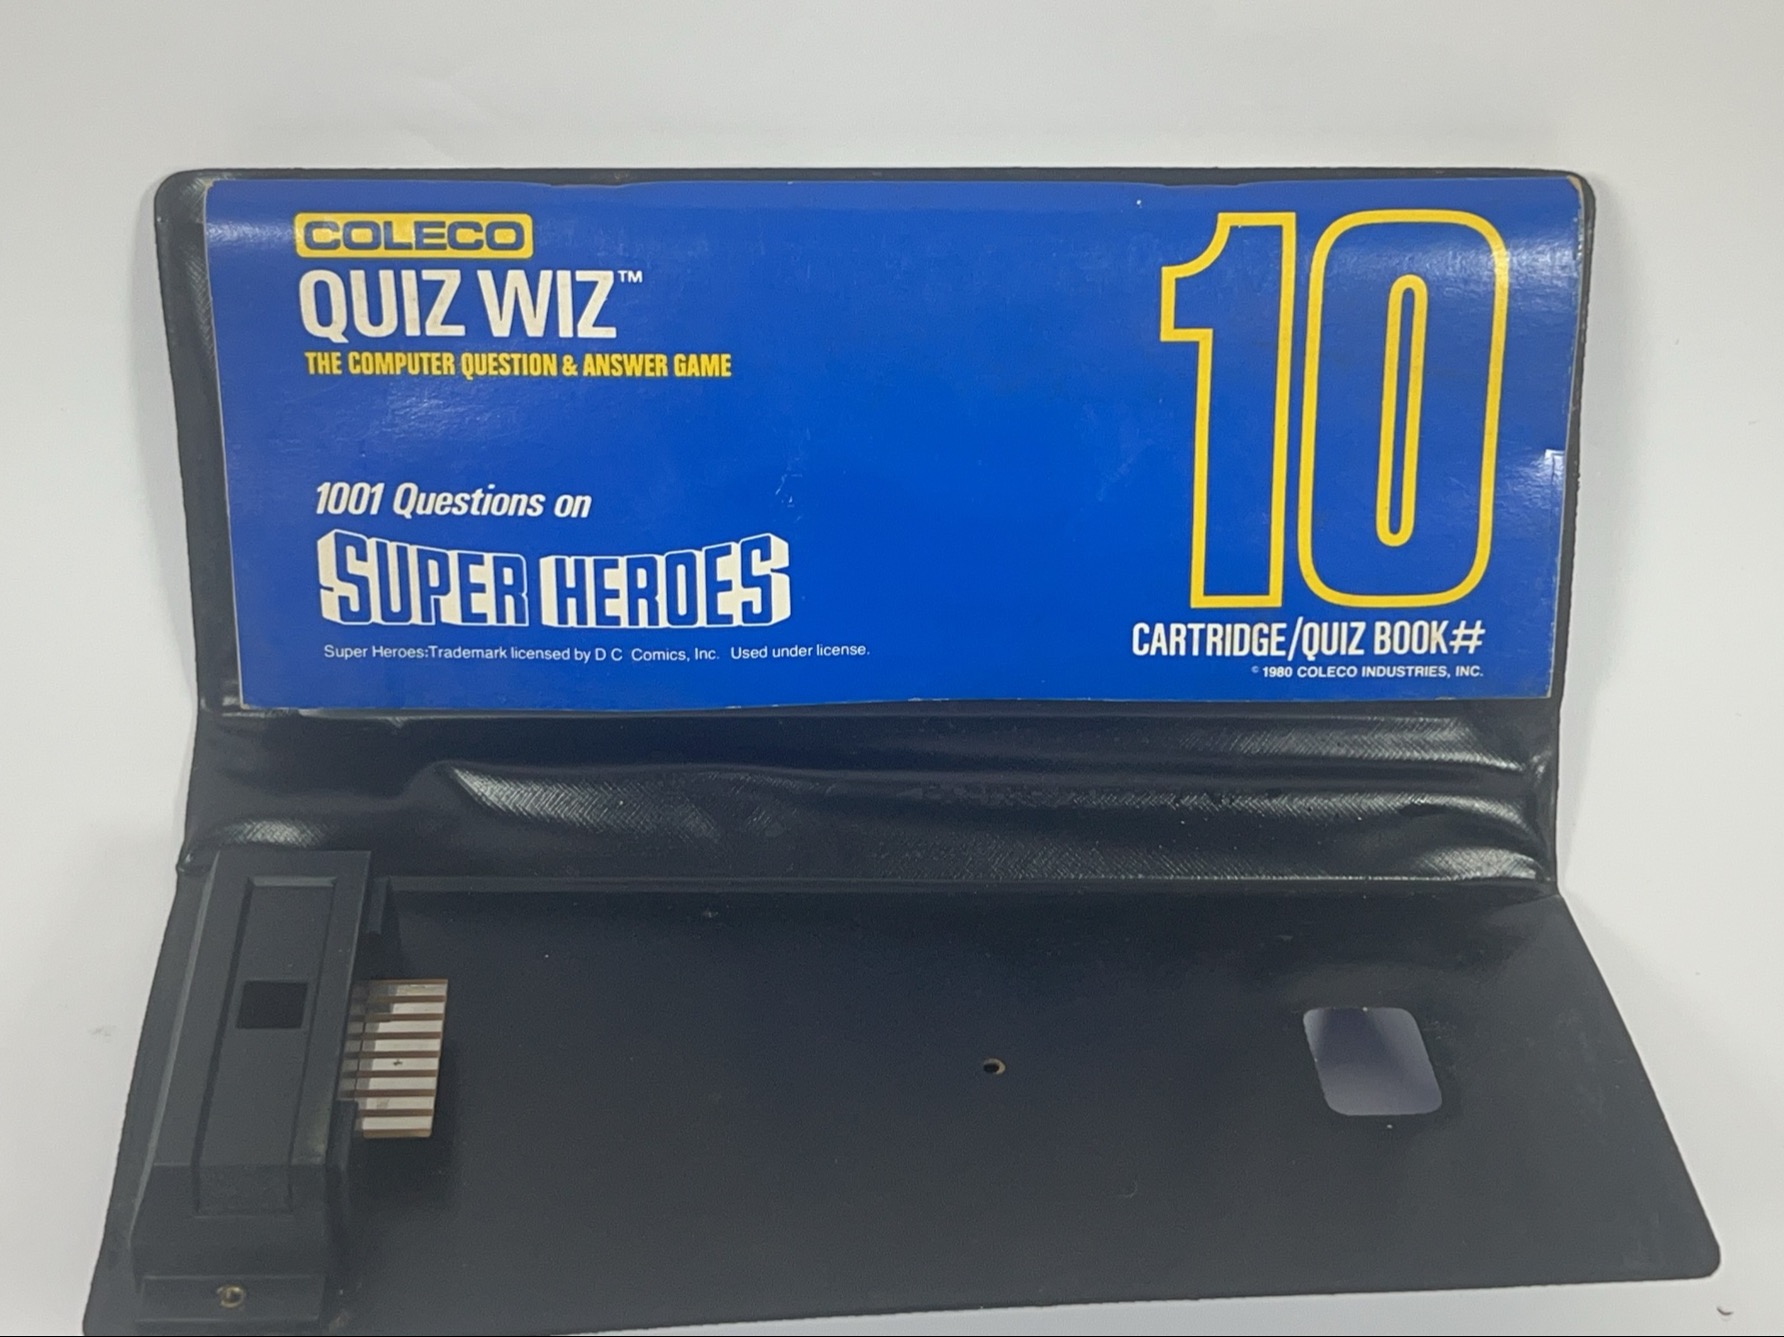 COLECO
QUIZ WIZ™
THE COMPUTER QUESTION & ANSWER GAME
1001 Questions on
SUPER HEROES
Super Heroes:Trademark licensed by D C Comics, Inc. Used under license.
10
CARTRIDGE/QUIZ BOOK#
© 1980 COLECO INDUSTRIES, INC.